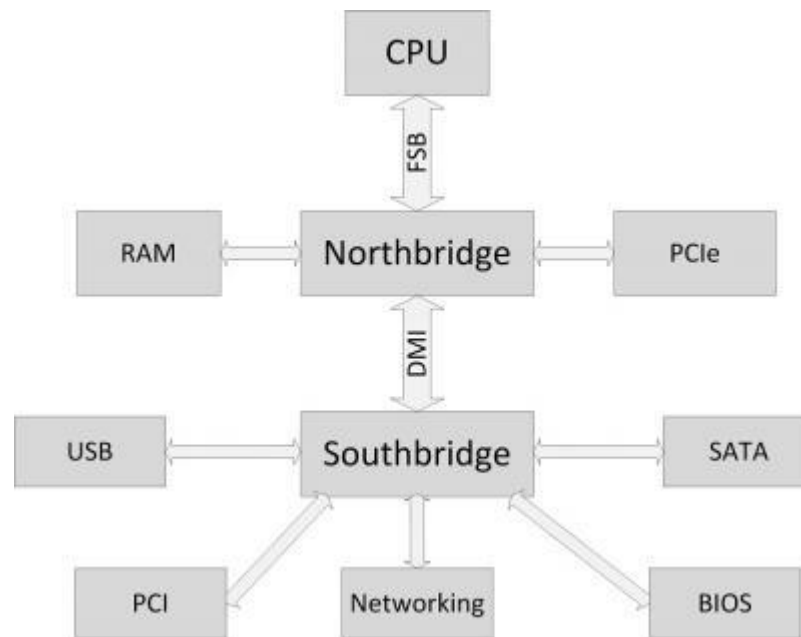 CPU
FSB
RAM
Northbridge
PCIe
DMI
USB
Southbridge
SATA
PCI
Networking
BIOS